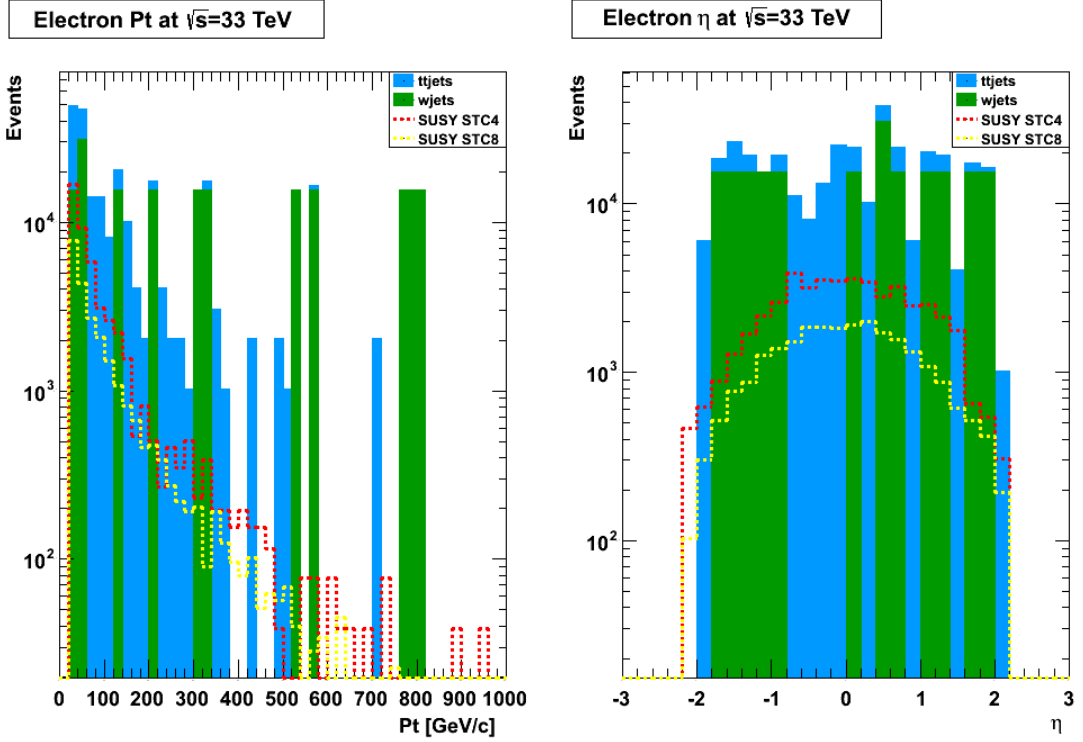 Electron Pt at √s=33 TeV
Events
ttjets
wjets
SUSY STC4
SUSY STC8
10⁴
10³
10²
0 100 200 300 400 500 600 700 800 900 1000
Pt [GeV/c]
Electron η at √s=33 TeV
Events
ttjets
wjets
SUSY STC4
SUSY STC8
10⁴
10³
10²
-3 -2 -1 0 1 2 3
η